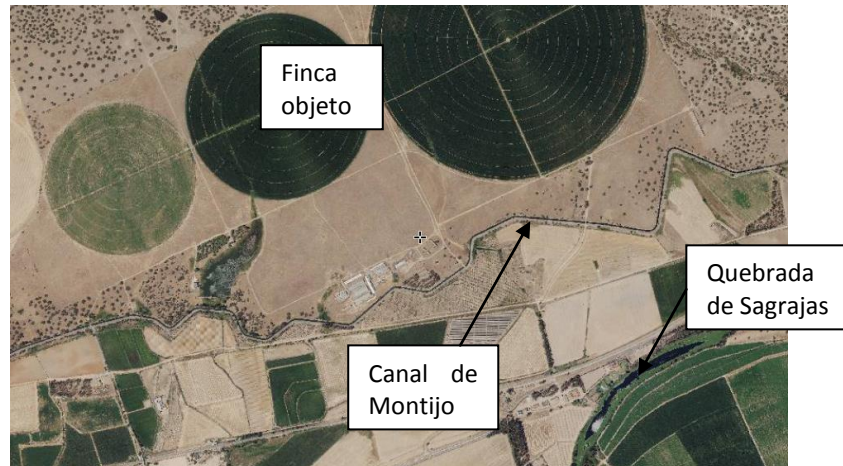 Finca
objeto
Quebrada
de Sagrajas
Canal de
Montijo